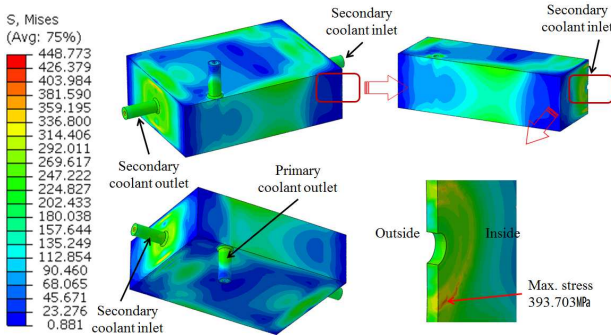 S, Mises
(Avg: 75%)
448.773
426.379
403.984
381.590
359.195
336.800
314.406
292.011
269.617
247.222
224.827
202.433
180.038
157.644
135.249
112.854
90.460
68.065
45.671
23.276
0.881
Secondary
coolant inlet
Secondary
coolant inlet
Secondary
coolant outlet
Primary
coolant outlet
Secondary
coolant inlet
Outside
Inside
Max. stress
393.703MPa